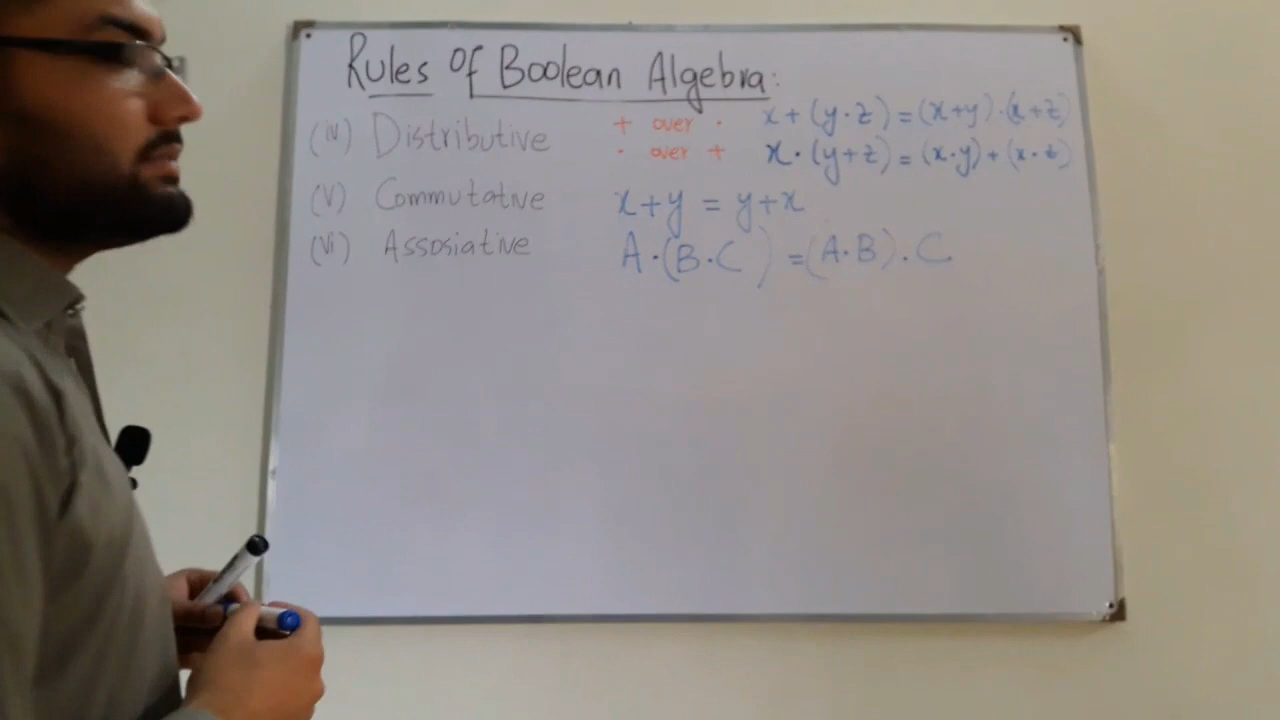 Rules Of Boolean Algebra:
(iv) Distributive + over · x + (y · z) = (x+y) · (x+z)
· over + x · (y+z) = (x·y) + (x·z)
(v) Commutative x+y = y+x
(vi) Assosiative A·(B·C) = (A·B).C